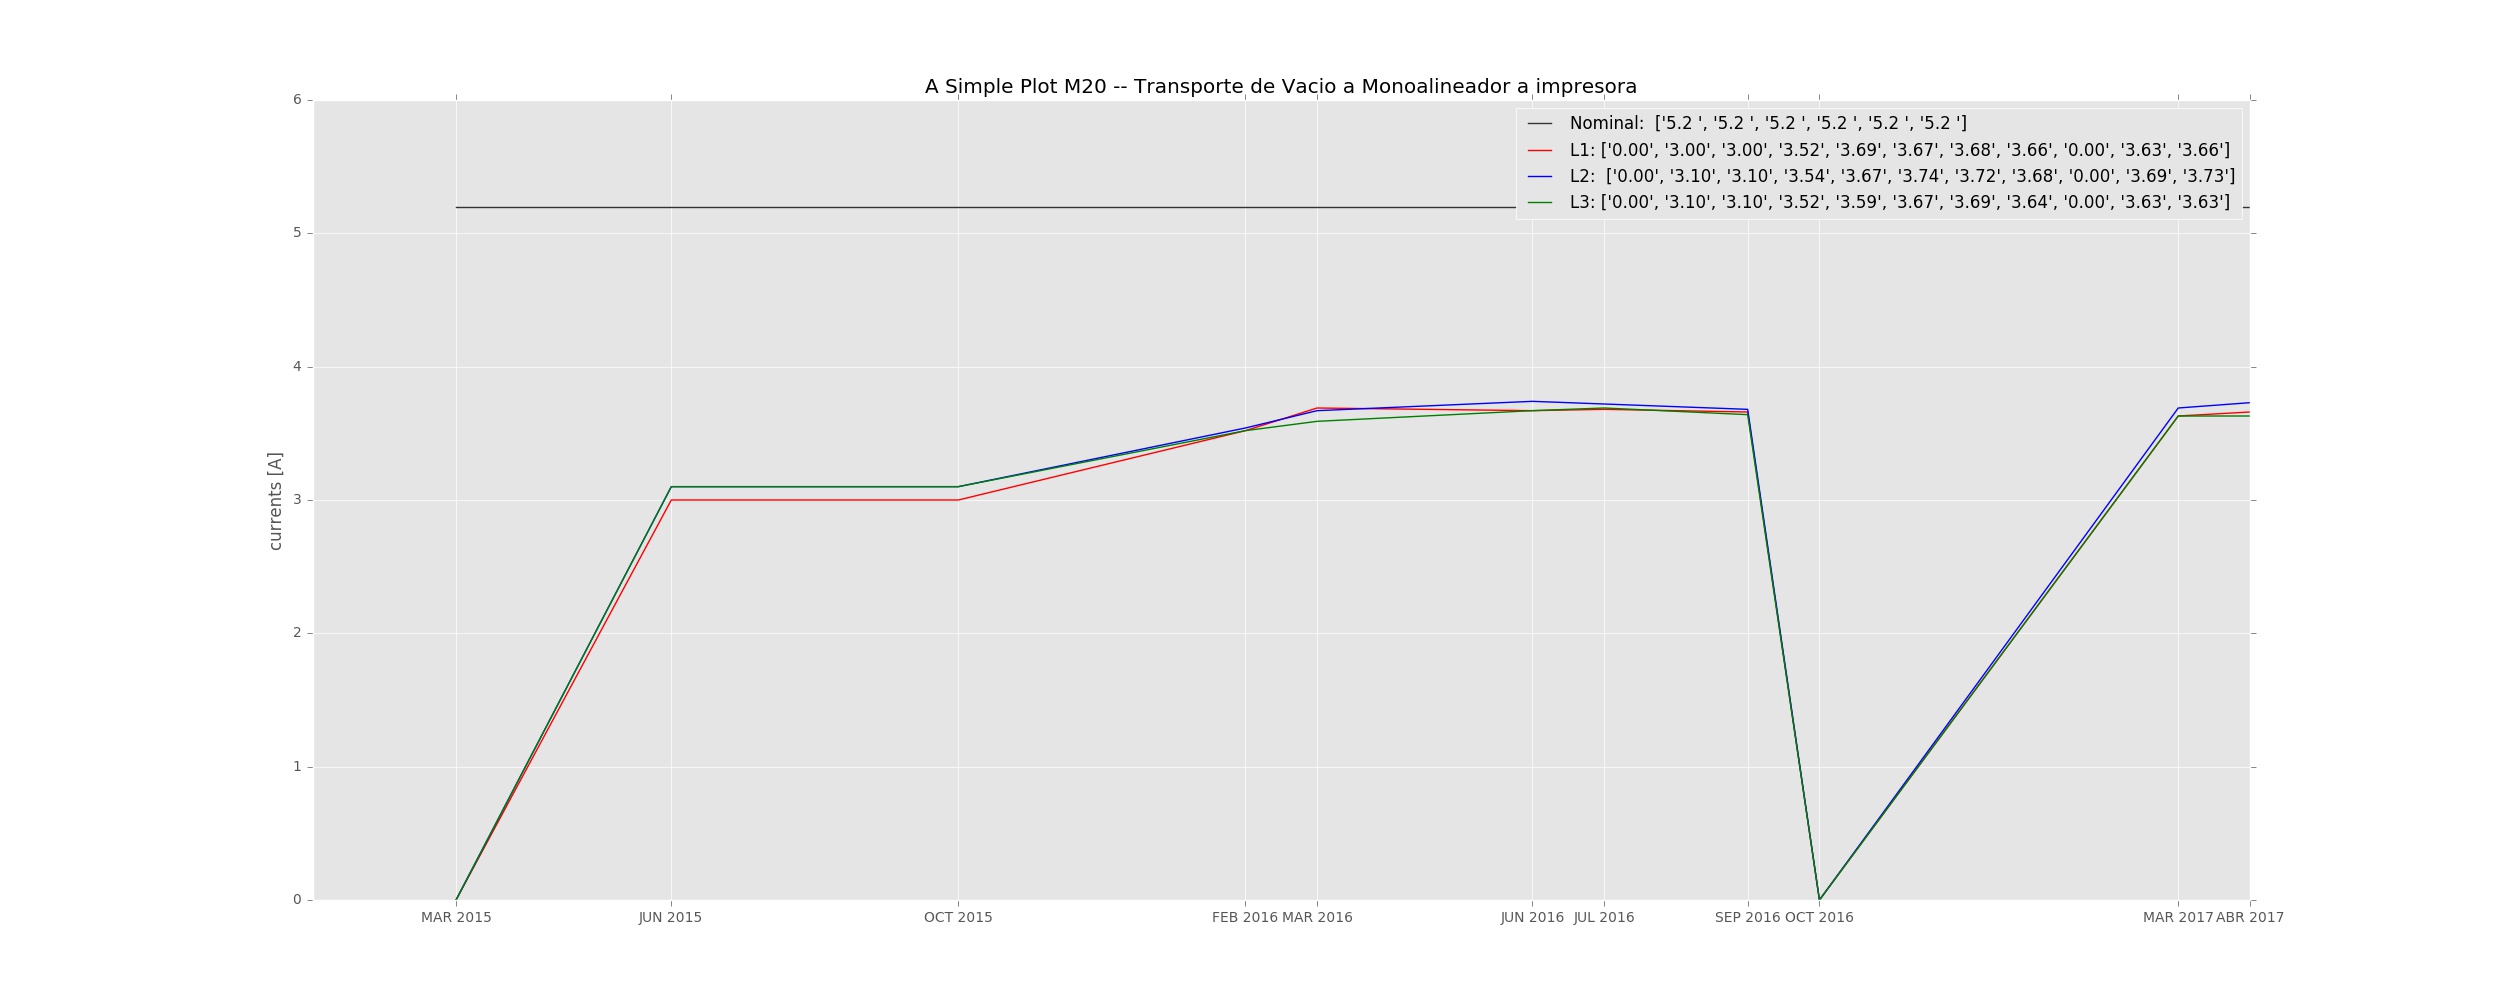 A Simple Plot M20 -- Transporte de Vacio a Monoalineador a impresora
Nominal:  ['5.2 ', '5.2 ', '5.2 ', '5.2 ', '5.2 ', '5.2 ']
L1: ['0.00', '3.00', '3.00', '3.52', '3.69', '3.67', '3.68', '3.66', '0.00', '3.63', '3.66']
L2:  ['0.00', '3.10', '3.10', '3.54', '3.67', '3.74', '3.72', '3.68', '0.00', '3.69', '3.73']
L3: ['0.00', '3.10', '3.10', '3.52', '3.59', '3.67', '3.69', '3.64', '0.00', '3.63', '3.63']
currents [A]
6
5
4
3
2
1
0
MAR 2015 JUN 2015 OCT 2015 FEB 2016 MAR 2016 JUN 2016 JUL 2016 SEP 2016 OCT 2016 MAR 2017 ABR 2017